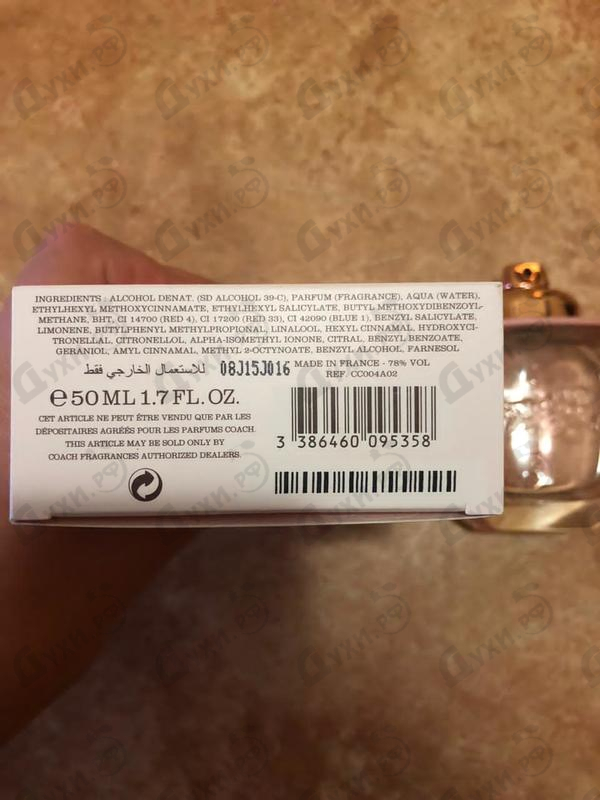 INGREDIENTS : ALCOHOL DENAT. (SD ALCOHOL 39-C), PARFUM (FRAGRANCE), AQUA (WATER),
ETHYLHEXYL METHOXYCINNAMATE, ETHYLHEXYL SALICYLATE, BUTYL METHOXYDIBENZOYL-
METHANE, BHT, CI 14700 (RED 4), CI 17200 (RED 33), CI 42090 (BLUE 1), BENZYL SALICYLATE,
LIMONENE, BUTYLPHENYL METHYLPROPIONAL, LINALOOL, HEXYL CINNAMAL, HYDROXYCI-
TRONELLAL, CITRONELLOL, ALPHA-ISOMETHYL IONONE, CITRAL, BENZYL BENZOATE,
GERANIOL, AMYL CINNAMAL, METHYL 2-OCTYNOATE, BENZYL ALCOHOL, FARNESOL
للاستعمال الخارجي فقط 08J15J016 MADE IN FRANCE - 78% VOL
REF. CC004A02
℮ 50 ML 1.7 FL.OZ.
CET ARTICLE NE PEUT ÊTRE VENDU QUE PAR LES
DÉPOSITAIRES AGRÉÉS POUR LES PARFUMS COACH.
THIS ARTICLE MAY BE SOLD ONLY BY
COACH FRAGRANCES AUTHORIZED DEALERS.
3 386460 095358
Духи.рф